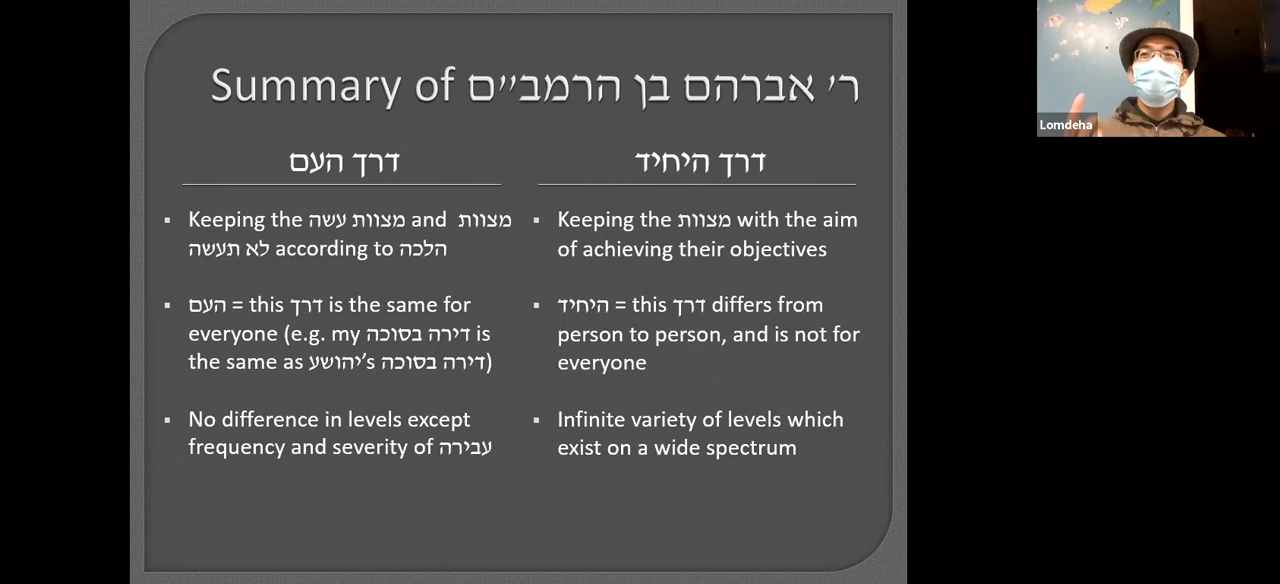 Summary of ר' אברהם בן הרמב"ם
דרך העם
▪ Keeping the מצוות עשה and מצוות
לא תעשה according to הלכה
▪ העם = this דרך is the same for
everyone (e.g. my דירה בסוכה is
the same as יהושע's דירה בסוכה)
▪ No difference in levels except
frequency and severity of עבירה
דרך היחיד
▪ Keeping the מצוות with the aim
of achieving their objectives
▪ היחיד = this דרך differs from
person to person, and is not for
everyone
▪ Infinite variety of levels which
exist on a wide spectrum
Lomdeha